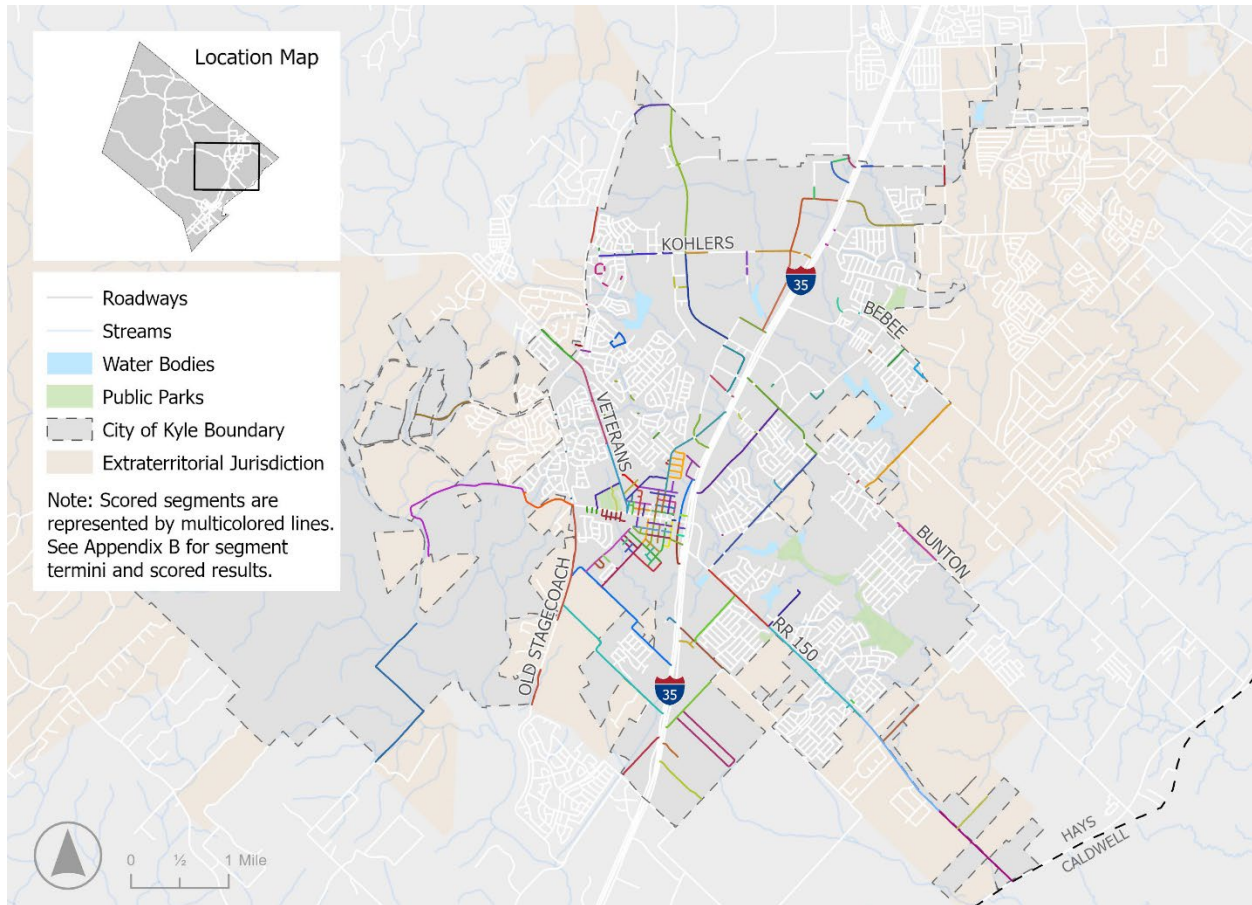 Location Map
Roadways
Streams
Water Bodies
Public Parks
City of Kyle Boundary
Extraterritorial Jurisdiction
Note: Scored segments are
represented by multicolored lines.
See Appendix B for segment
termini and scored results.
KOHLERS
35
BEBEE
VETERANS
BUNTON
RR 150
OLD STAGECOACH
35
HAYS
CALDWELL
0 ½ 1 Mile